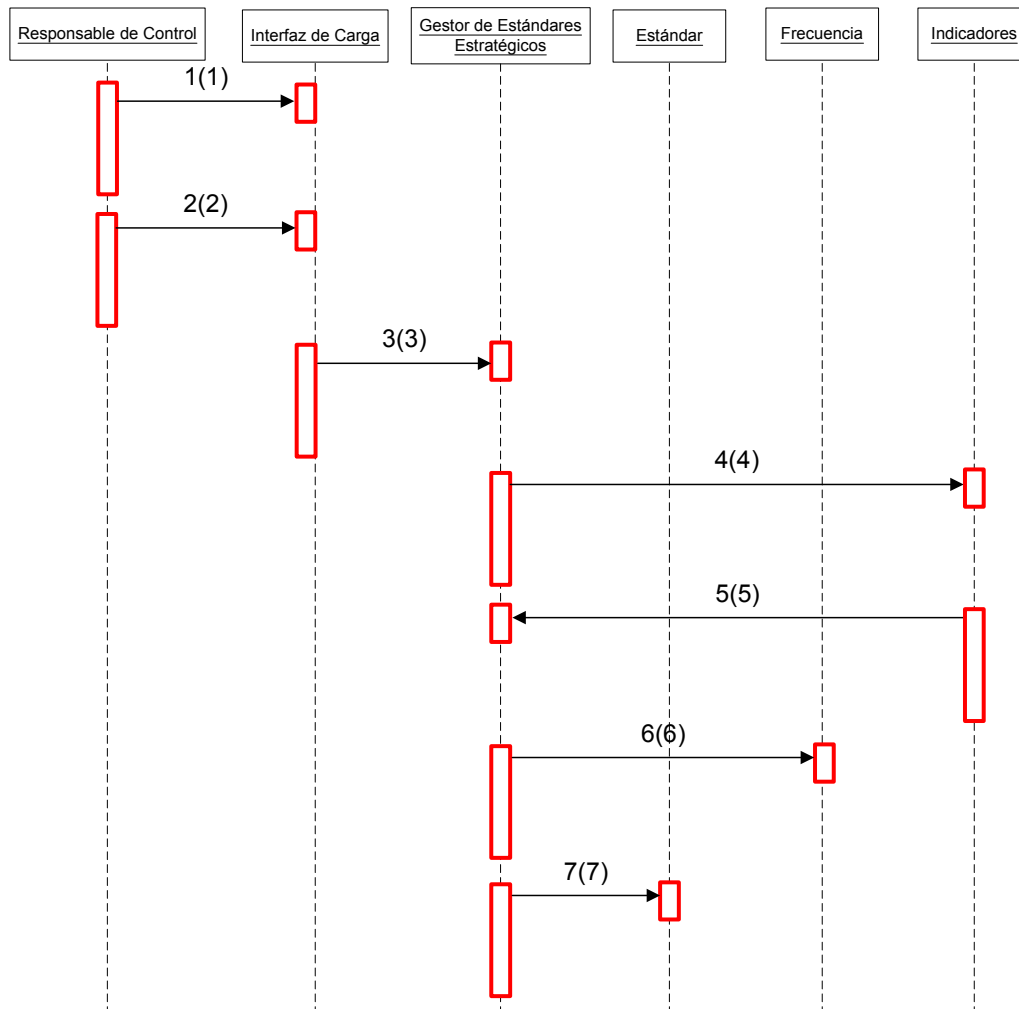 Responsable de Control
Interfaz de Carga
Gestor de Estándares
Estratégicos
Estándar
Frecuencia
Indicadores
1(1)
2(2)
3(3)
4(4)
5(5)
6(6)
7(7)